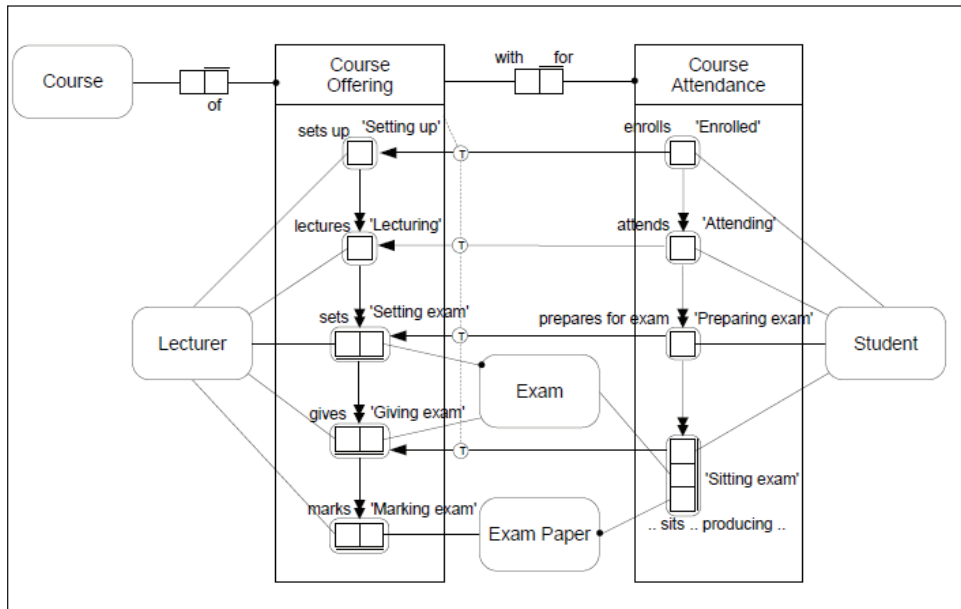 Course
of
Course
Offering
with
for
Course
Attendance
sets up
'Setting up'
T
enrolls
'Enrolled'
lectures
'Lecturing'
T
attends
'Attending'
Lecturer
sets
'Setting exam'
T
prepares for exam
'Preparing exam'
Student
Exam
gives
'Giving exam'
T
'Sitting exam'
marks
'Marking exam'
Exam Paper
.. sits .. producing ..